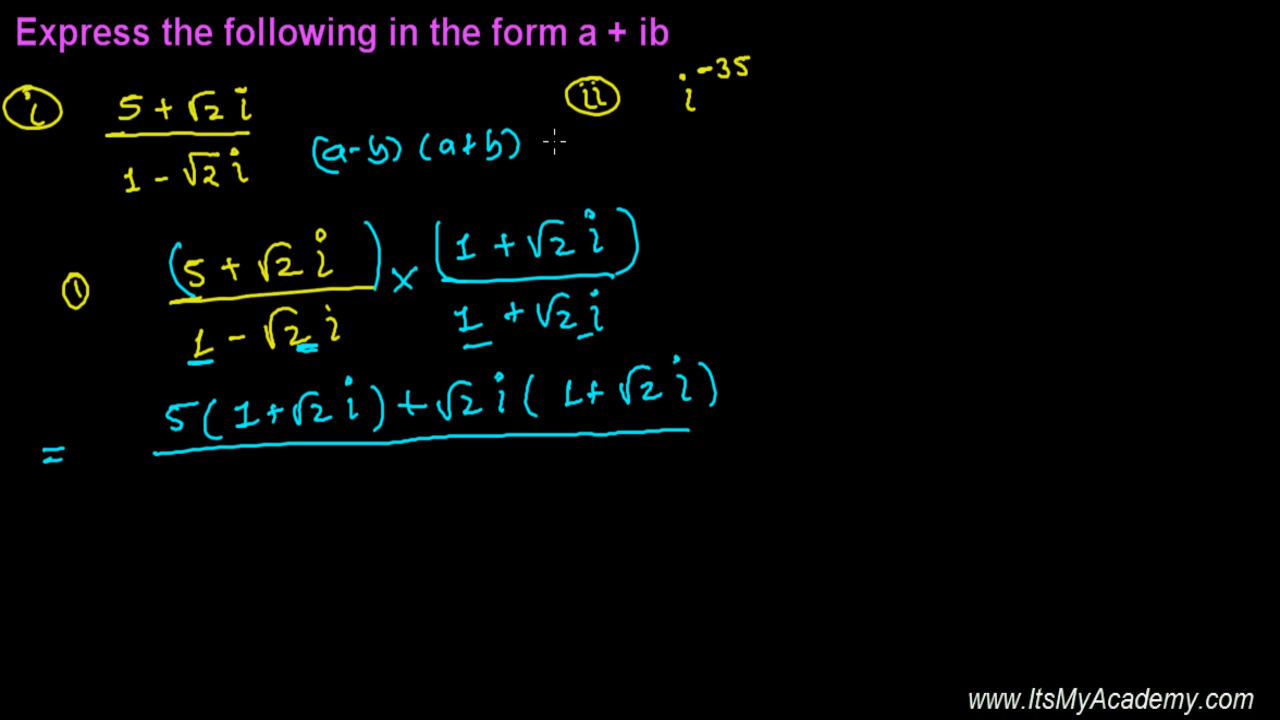 Express the following in the form a + ib
(i) 5 + √2 i / 1 - √2 i
(ii) i^-35
(a-b) (a+b)
(1) (5 + √2 i) / 1 - √2 i × (1 + √2 i) / 1 + √2 i
= 5(1+√2 i) + √2 i (1+√2 i)
www.ItsMyAcademy.com